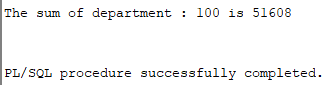 The sum of department : 100 is 51608
PL/SQL procedure successfully completed.